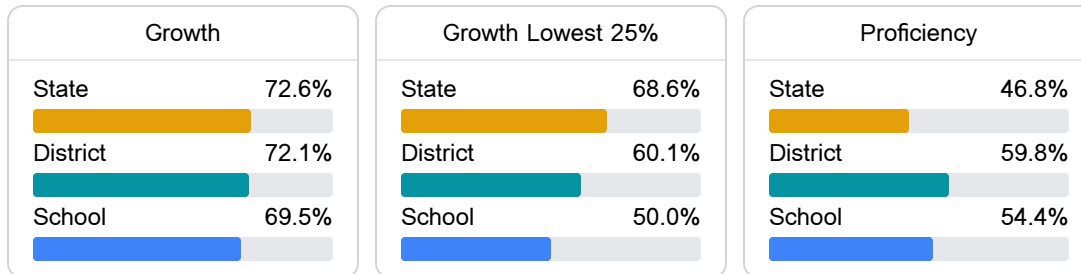 Growth
State 72.6%
District 72.1%
School 69.5%
Growth Lowest 25%
State 68.6%
District 60.1%
School 50.0%
Proficiency
State 46.8%
District 59.8%
School 54.4%